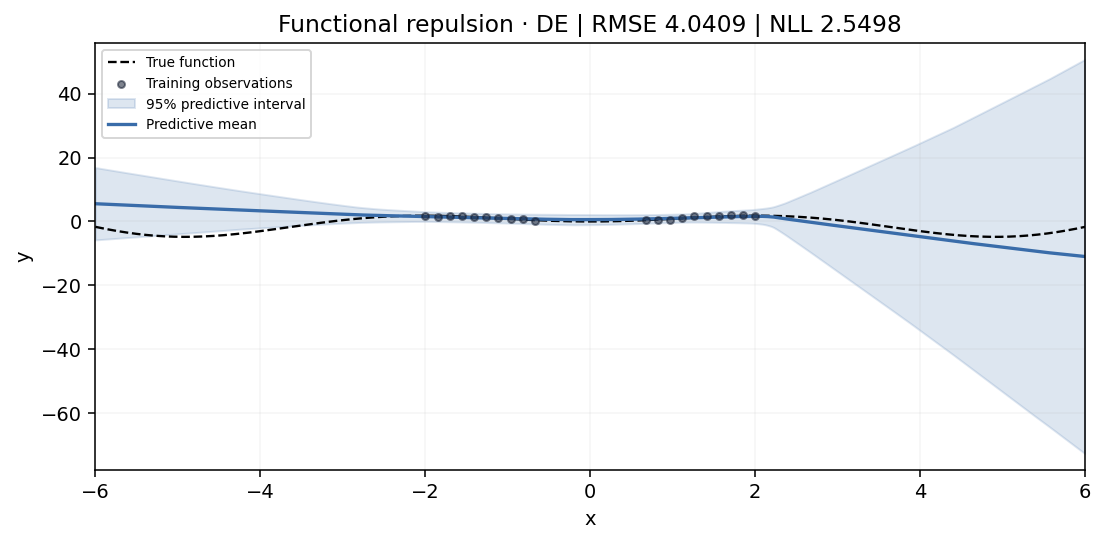 Functional repulsion · DE | RMSE 4.0409 | NLL 2.5498
True function
Training observations
95% predictive interval
Predictive mean
40
20
0
−20
−40
−60
y
−6
−4
−2
0
2
4
6
x